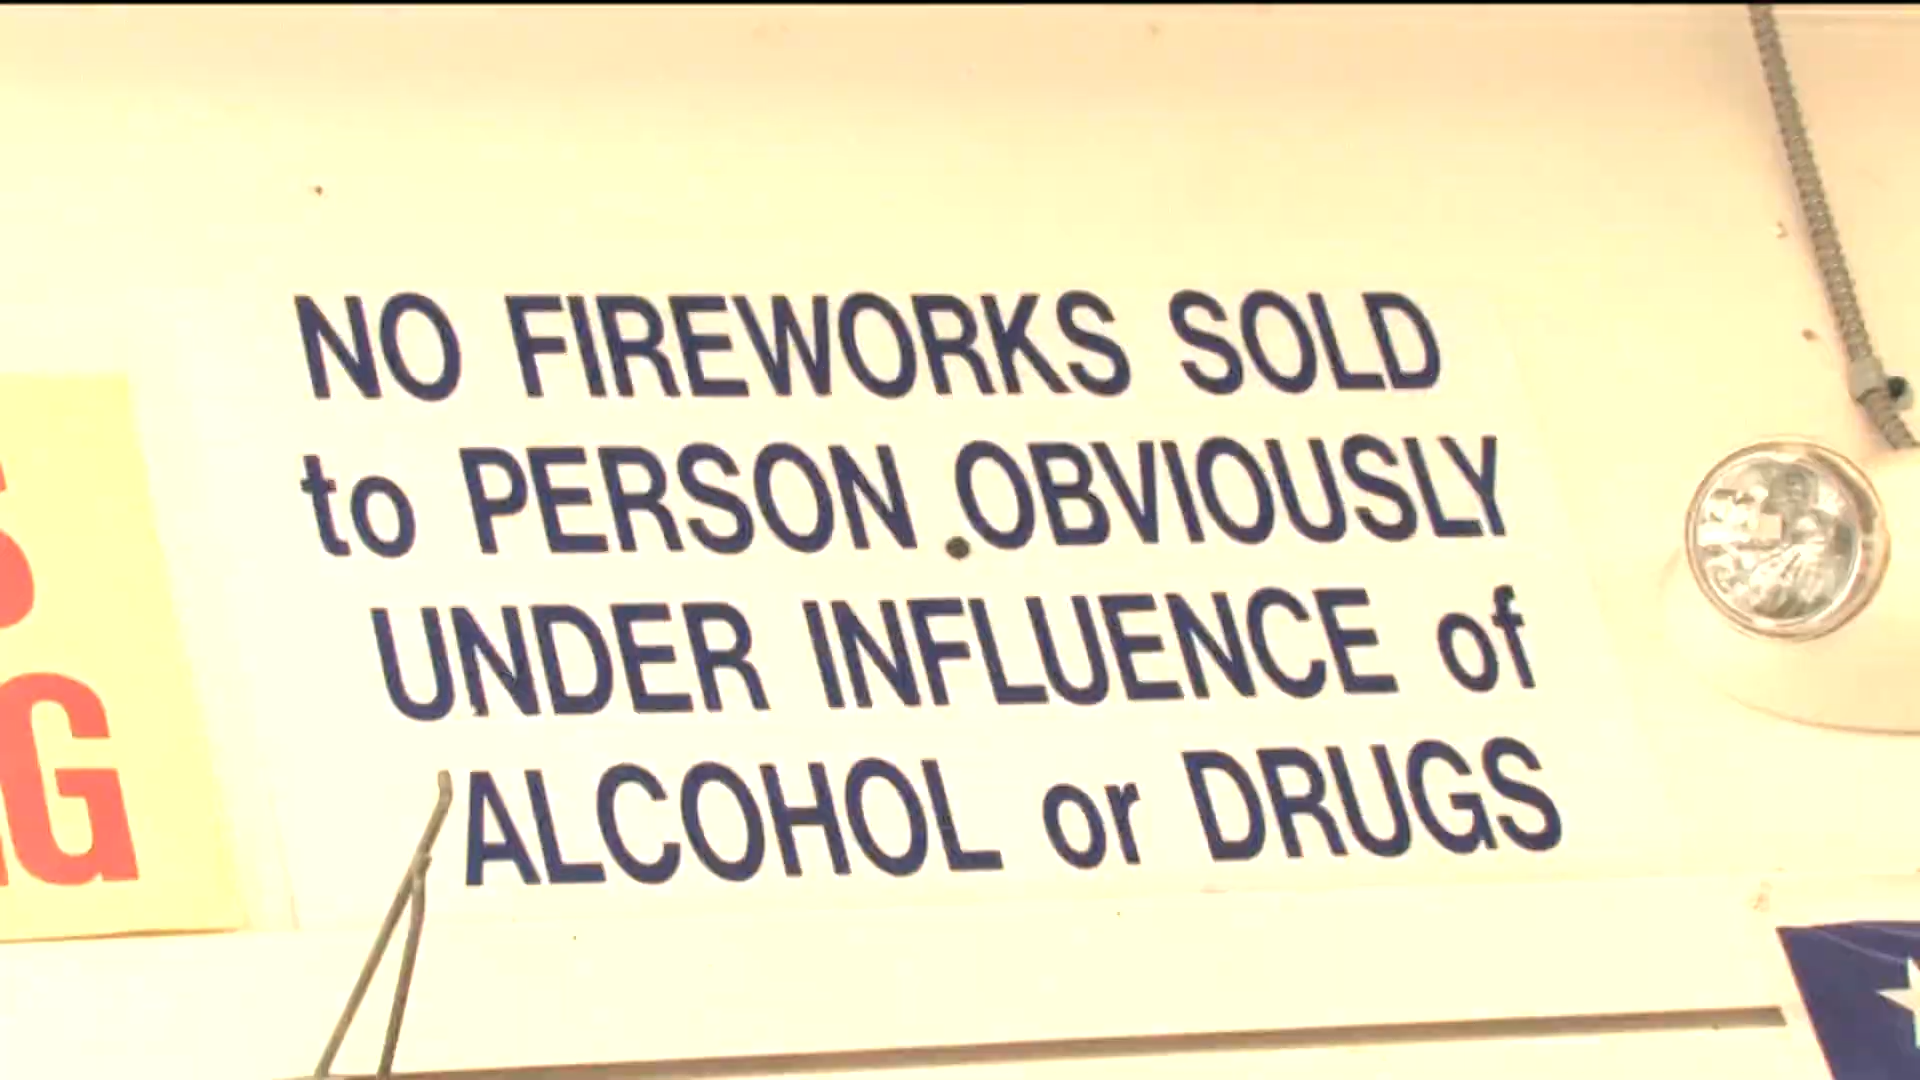 NO FIREWORKS SOLD
to PERSON OBVIOUSLY
UNDER INFLUENCE of
ALCOHOL or DRUGS